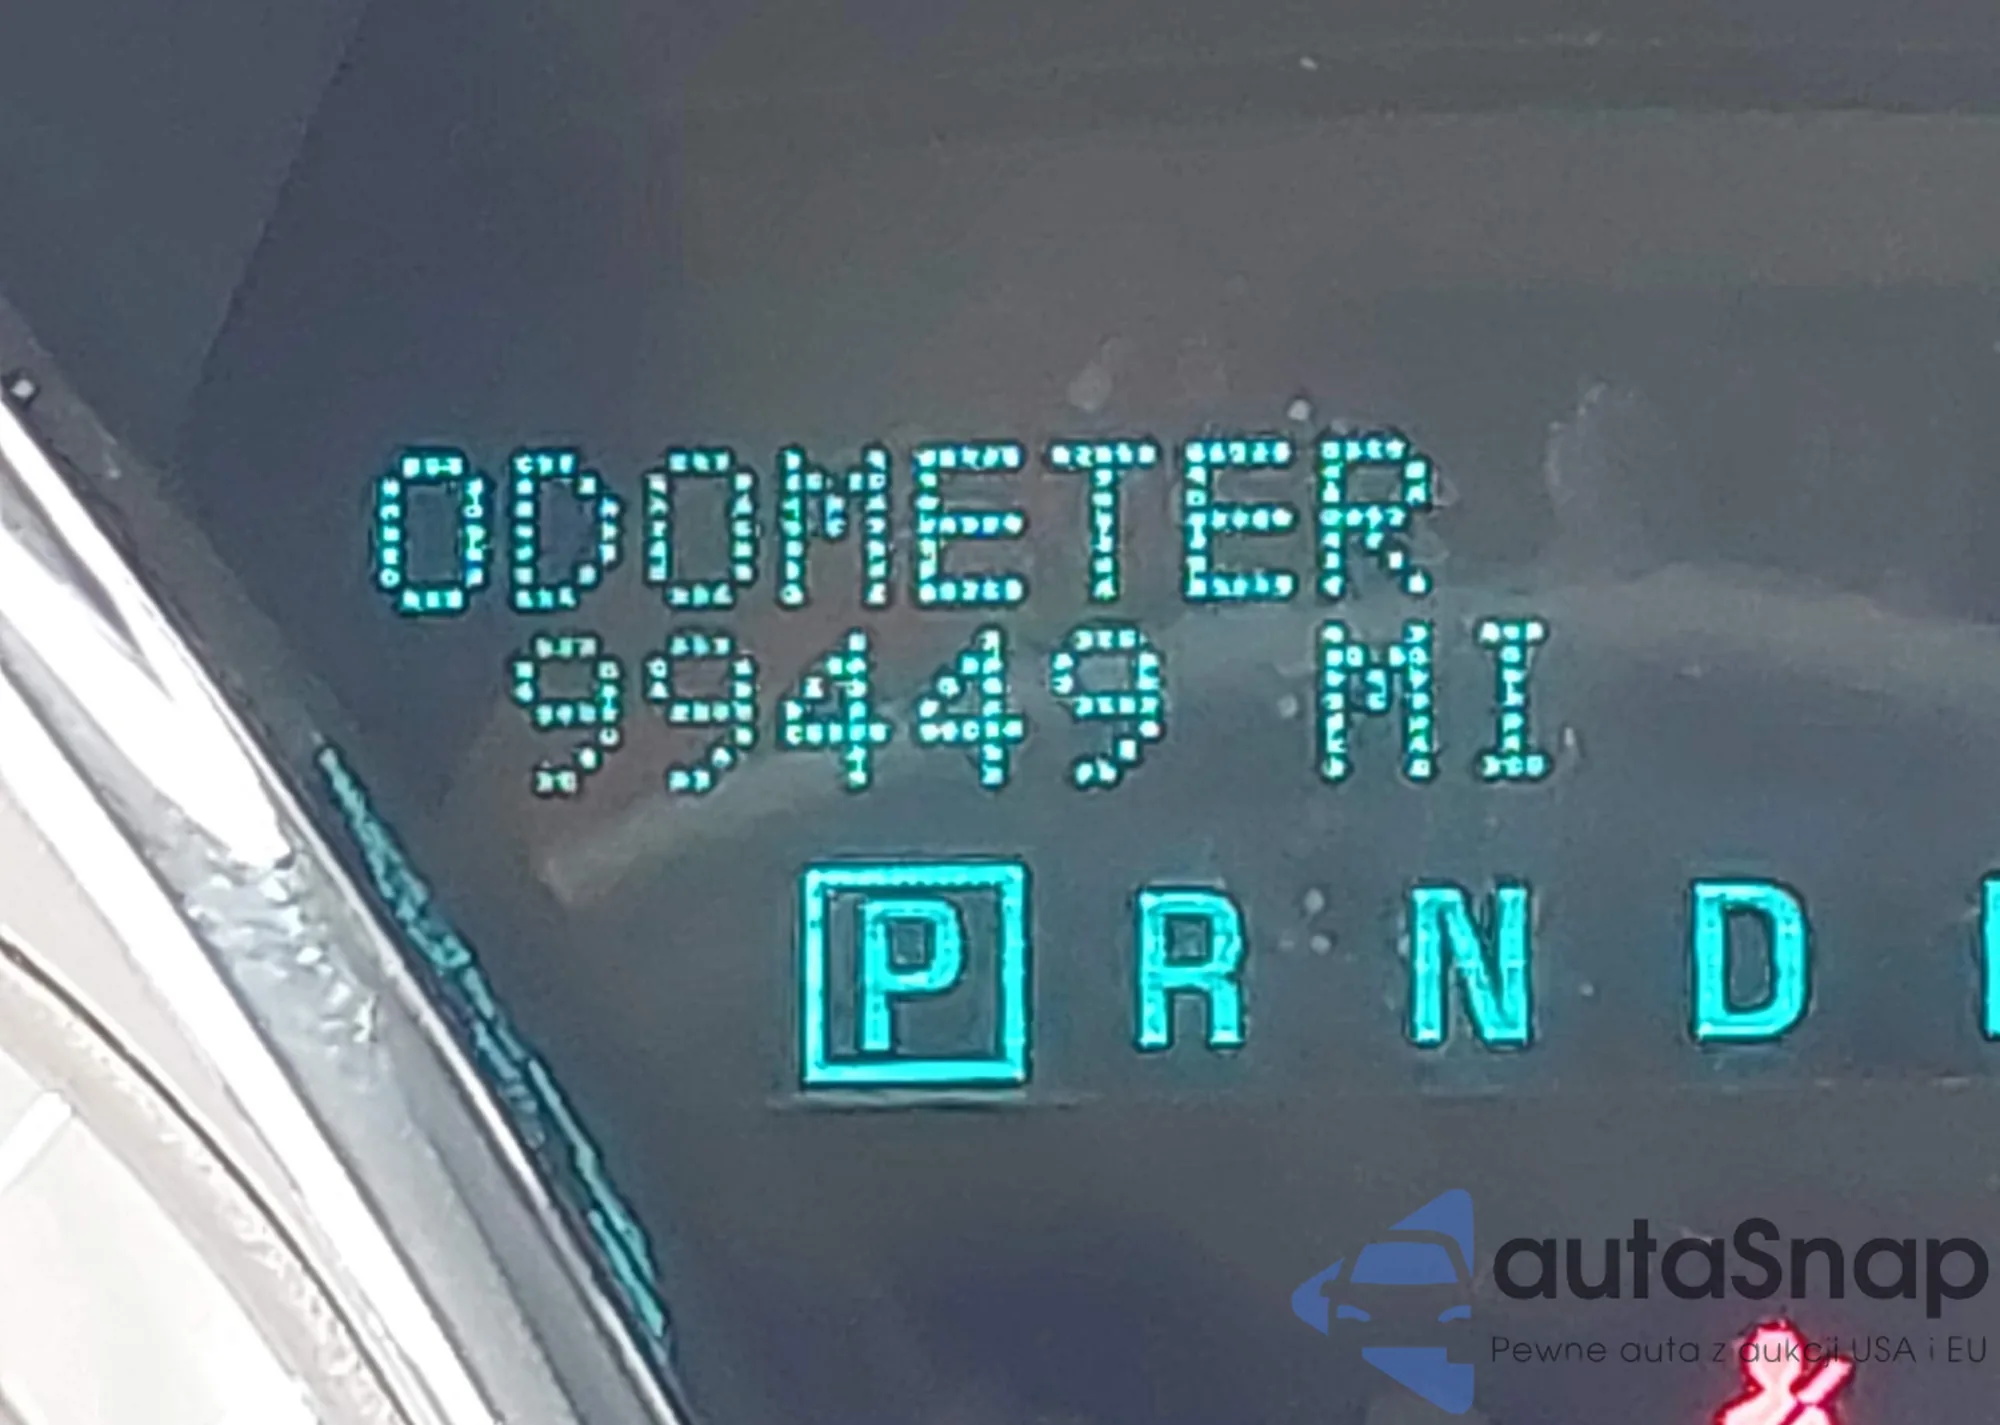 ODOMETER
99449 MI
P R N D
autaSnap
Pewne auta z aukcji USA i EU